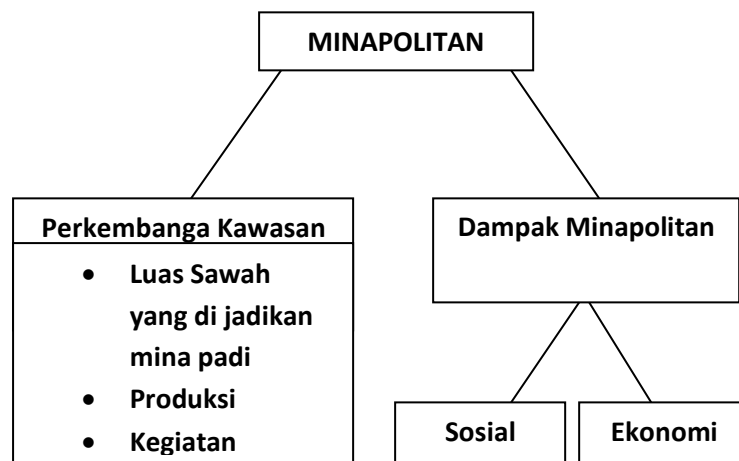 MINAPOLITAN
Perkembanga Kawasan
• Luas Sawah
yang di jadikan
mina padi
• Produksi
• Kegiatan
Dampak Minapolitan
Sosial
Ekonomi